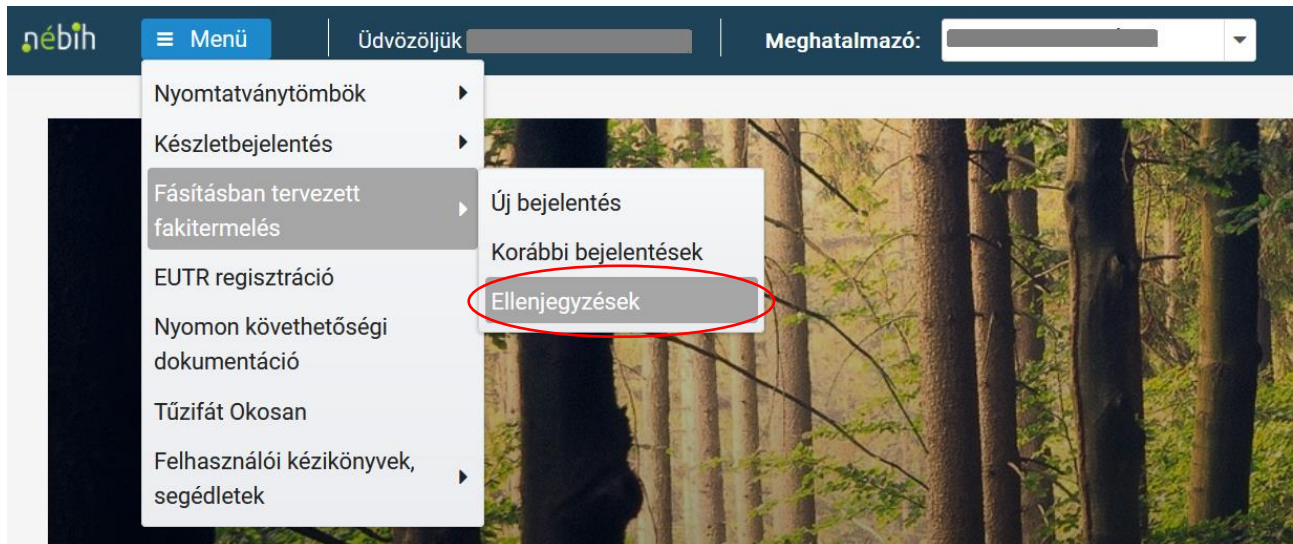 nébih
≡ Menü
Üdvözöljük
Meghatalmazó:
Nyomtatványtömbök
Készletbejelentés
Fásításban tervezett
fakitermelés
Új bejelentés
Korábbi bejelentések
Ellenjegyzések
EUTR regisztráció
Nyomon követhetőségi
dokumentáció
Tűzifát Okosan
Felhasználói kézikönyvek,
segédletek